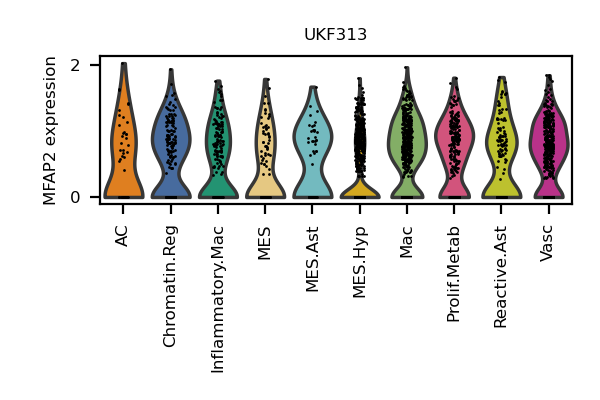 UKF313
MFAP2 expression
2
0
AC
Chromatin.Reg
Inflammatory.Mac
MES
MES.Ast
MES.Hyp
Mac
Prolif.Metab
Reactive.Ast
Vasc